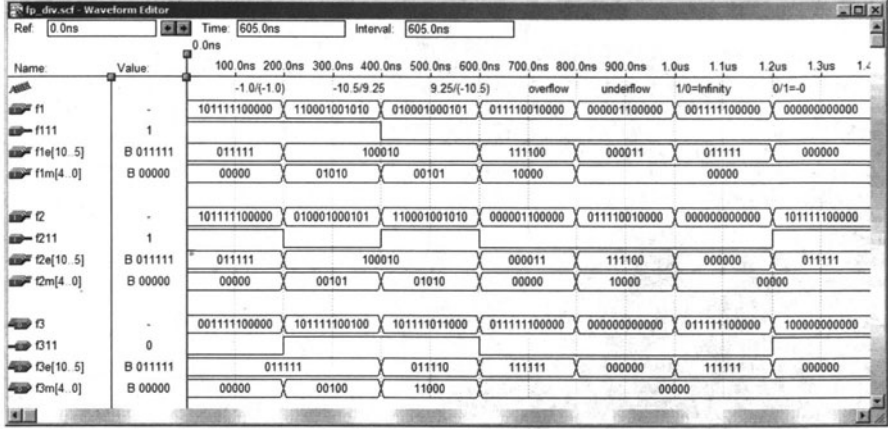 fp_div.scf - Waveform Editor
Ref: 0.0ns Time: 605.0ns Interval: 605.0ns
0.0ns
Name: Value: 100.0ns 200.0ns 300.0ns 400.0ns 500.0ns 600.0ns 700.0ns 800.0ns 900.0ns 1.0us 1.1us 1.2us 1.3us 1.4
-1.0/(-1.0) -10.5/9.25 9.25/(-10.5) overflow underflow 1/0=Infinity 0/1=-0
f1 - 101111100000 110001001010 010001000101 011110010000 000001100000 001111100000 000000000000
f111 1
f1e[10..5] B 011111 011111 100010 111100 000011 011111 000000
f1m[4..0] B 00000 00000 01010 00101 10000 00000
f2 - 101111100000 010001000101 110001001010 000001100000 011110010000 000000000000 101111100000
f211 1
f2e[10..5] B 011111 011111 100010 000011 111100 000000 011111
f2m[4..0] B 00000 00000 00101 01010 00000 10000 00000
f3 - 001111100000 101111100100 101111011000 011111100000 000000000000 011111100000 100000000000
f311 0
f3e[10..5] B 011111 011111 011110 111111 000000 111111 000000
f3m[4..0] B 00000 00000 00100 11000 00000